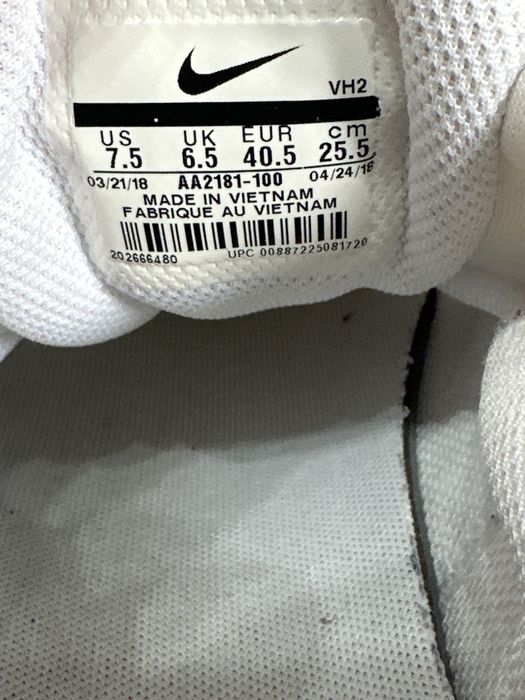 VH2
US UK EUR cm
7.5 6.5 40.5 25.5
03/21/18 AA2181-100 04/24/18
MADE IN VIETNAM
FABRIQUE AU VIETNAM
202666480 UPC 00887225081720